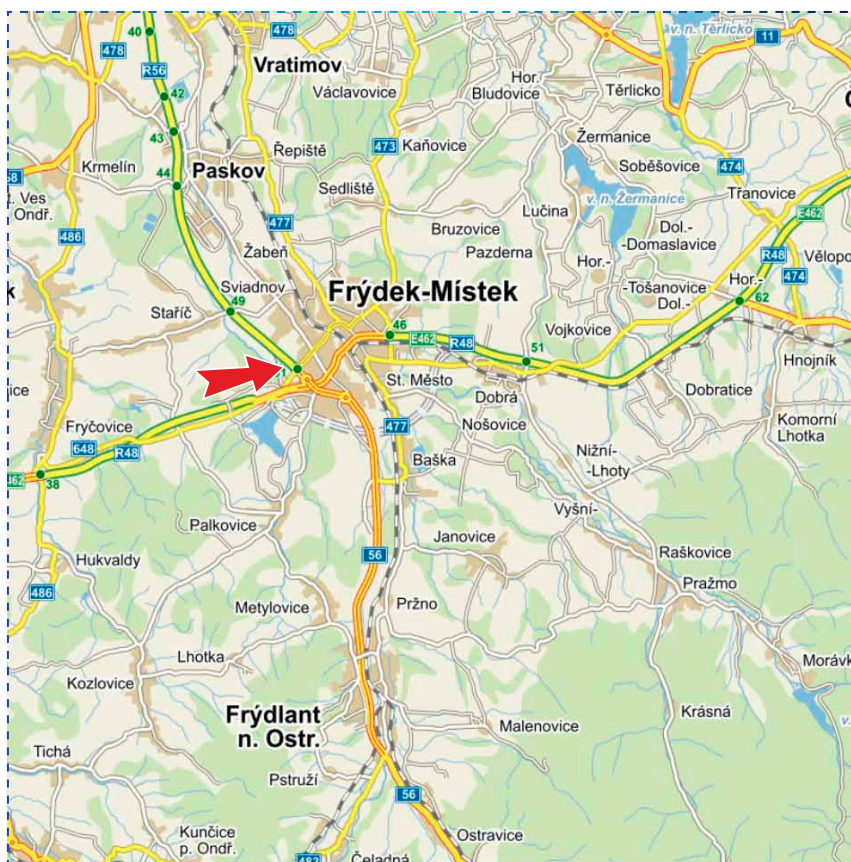 40
478
478
v. n. Těrlicko
11
Vratimov
R56
42
Václavovice
Hor.
Bludovice
Těrlicko
43
473
Kaňovice
Žermanice
Krmelín
Řepiště
Soběšovice
474
44
Paskov
Sedliště
v. n. Žermanice
Třanovice
t. Ves
Ondř.
486
477
Bruzovice
Lučina
Dol.-
-Domaslavice
E462
Žabeň
Pazderna
Hor.-
R48
Sviadnov
-Tošanovice
Dol.-
Hor.-
474
Vělopo
49
Frýdek-Místek
62
Staříč
46
E462
R48
Vojkovice
51
Hnojník
St. Město
Dobrá
Dobratice
Fryčovice
477
Nošovice
Komorní
Lhotka
648
R48
Baška
Nižní-
-Lhoty
462
38
Vyšní-
Palkovice
Janovice
Hukvaldy
56
Raškovice
486
Pražmo
Metylovice
Pržno
Lhotka
Morávk
Kozlovice
Frýdlant
n. Ostr.
Krásná
Malenovice
Tichá
Pstruží
56
Kunčice
p. Ondř.
Ostravice
483
Čeladná